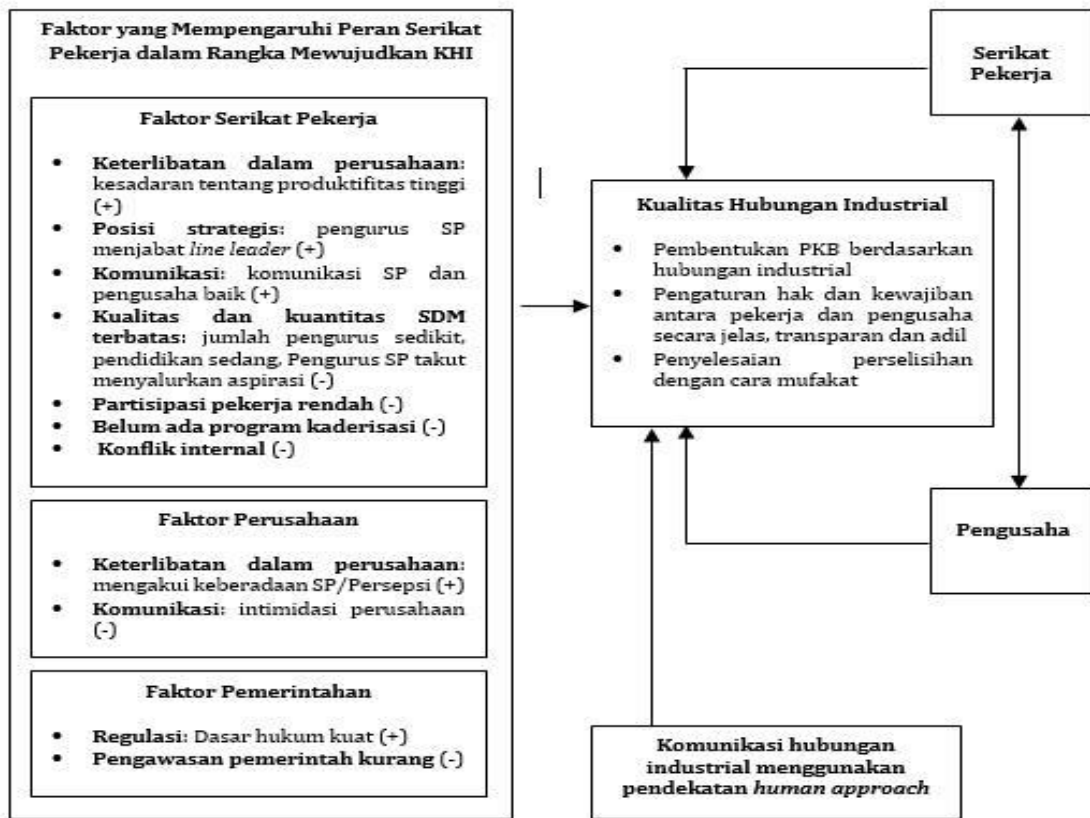 Faktor yang Mempengaruhi Peran Serikat
Pekerja dalam Rangka Mewujudkan KHI
Faktor Serikat Pekerja
• Keterlibatan dalam perusahaan:
kesadaran tentang produktifitas tinggi
(+)
• Posisi strategis: pengurus SP
menjabat line leader (+)
• Komunikasi: komunikasi SP dan
pengusaha baik (+)
• Kualitas dan kuantitas SDM
terbatas: jumlah pengurus sedikit,
pendidikan sedang, Pengurus SP takut
menyalurkan aspirasi (-)
• Partisipasi pekerja rendah (-)
• Belum ada program kaderisasi (-)
• Konflik internal (-)
Faktor Perusahaan
• Keterlibatan dalam perusahaan:
mengakui keberadaan SP/Persepsi (+)
• Komunikasi: intimidasi perusahaan
(-)
Faktor Pemerintahan
• Regulasi: Dasar hukum kuat (+)
• Pengawasan pemerintah kurang (-)
Serikat
Pekerja
Kualitas Hubungan Industrial
• Pembentukan PKB berdasarkan
hubungan industrial
• Pengaturan hak dan kewajiban
antara pekerja dan pengusaha
secara jelas, transparan dan adil
• Penyelesaian perselisihan
dengan cara mufakat
Pengusaha
Komunikasi hubungan
industrial menggunakan
pendekatan human approach